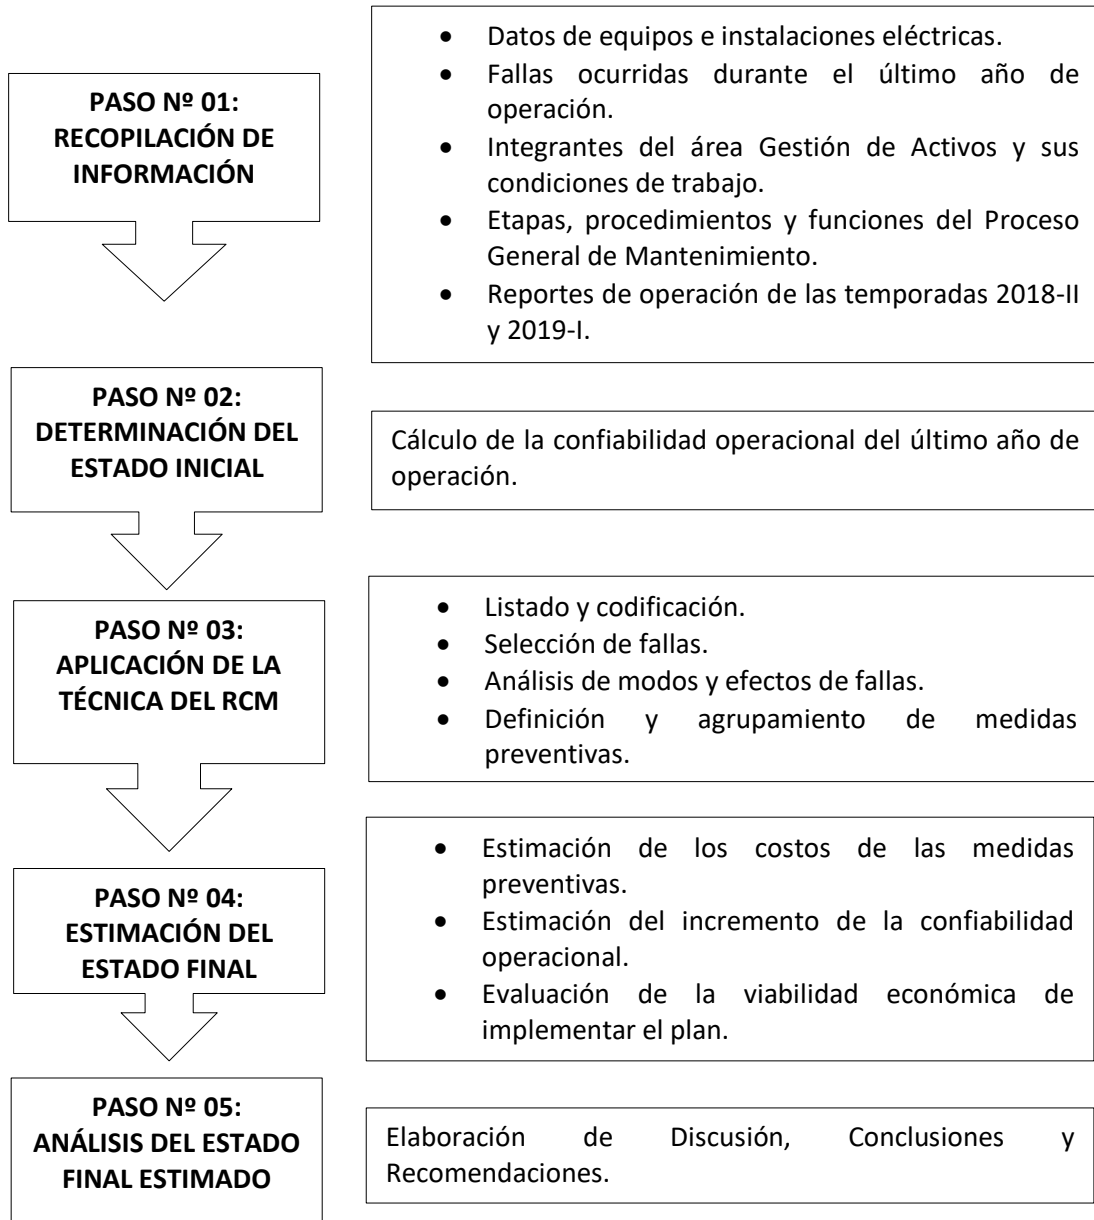 PASO Nº 01:
RECOPILACIÓN DE
INFORMACIÓN
• Datos de equipos e instalaciones eléctricas.
• Fallas ocurridas durante el último año de
operación.
• Integrantes del área Gestión de Activos y sus
condiciones de trabajo.
• Etapas, procedimientos y funciones del Proceso
General de Mantenimiento.
• Reportes de operación de las temporadas 2018-II
y 2019-I.
PASO Nº 02:
DETERMINACIÓN DEL
ESTADO INICIAL
Cálculo de la confiabilidad operacional del último año de
operación.
PASO Nº 03:
APLICACIÓN DE LA
TÉCNICA DEL RCM
• Listado y codificación.
• Selección de fallas.
• Análisis de modos y efectos de fallas.
• Definición y agrupamiento de medidas
preventivas.
PASO Nº 04:
ESTIMACIÓN DEL
ESTADO FINAL
• Estimación de los costos de las medidas
preventivas.
• Estimación del incremento de la confiabilidad
operacional.
• Evaluación de la viabilidad económica de
implementar el plan.
PASO Nº 05:
ANÁLISIS DEL ESTADO
FINAL ESTIMADO
Elaboración de Discusión, Conclusiones y
Recomendaciones.